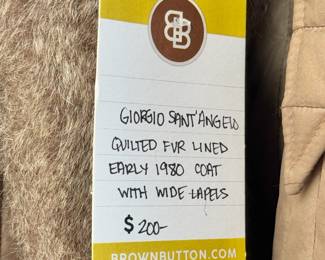 B B
GIORGIO SANT'ANGELO
QUILTED FUR LINED
EARLY 1980 COAT
WITH WIDE LAPELS
$200-
BROWNBUTTON.COM